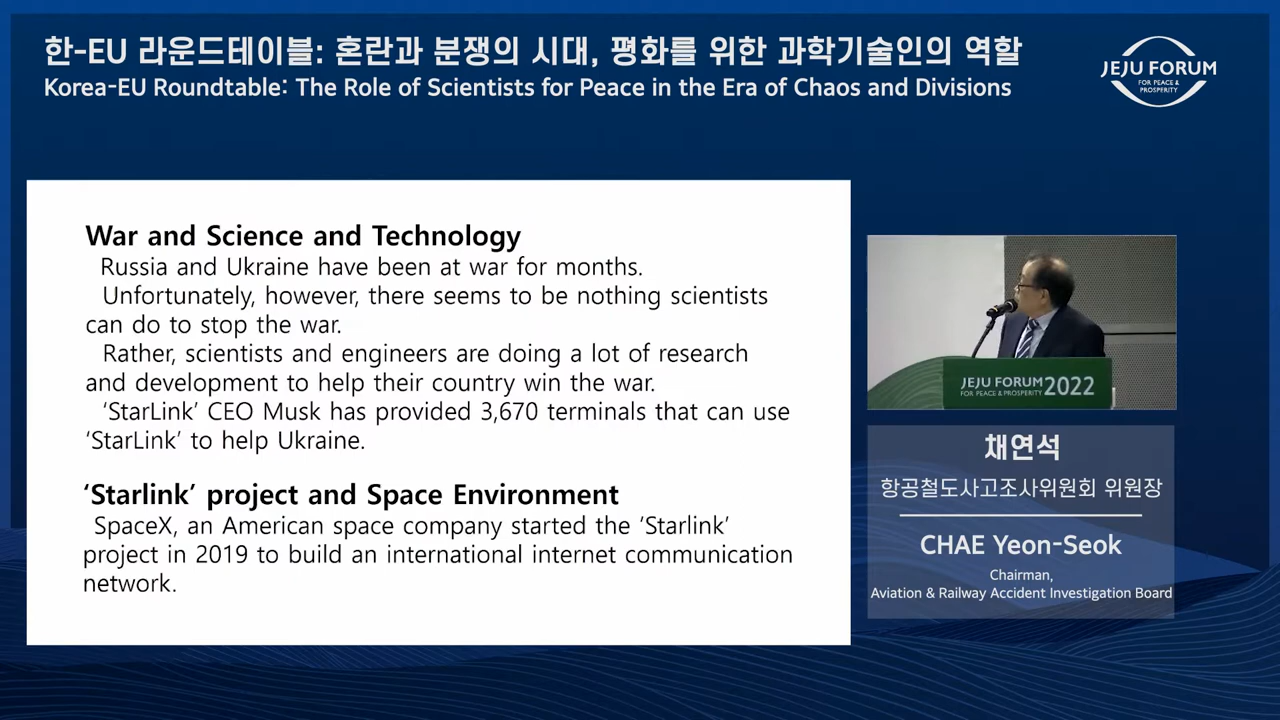 한-EU 라운드테이블: 혼란과 분쟁의 시대, 평화를 위한 과학기술인의 역할
Korea-EU Roundtable: The Role of Scientists for Peace in the Era of Chaos and Divisions
JEJU FORUM
FOR PEACE &
PROSPERITY
War and Science and Technology
Russia and Ukraine have been at war for months.
Unfortunately, however, there seems to be nothing scientists
can do to stop the war.
Rather, scientists and engineers are doing a lot of research
and development to help their country win the war.
‘StarLink’ CEO Musk has provided 3,670 terminals that can use
‘StarLink’ to help Ukraine.
‘Starlink’ project and Space Environment
SpaceX, an American space company started the ‘Starlink’
project in 2019 to build an international internet communication
network.
JEJU FORUM 2022
FOR PEACE & PROSPERITY
채연석
항공철도사고조사위원회 위원장
CHAE Yeon-Seok
Chairman,
Aviation & Railway Accident Investigation Board